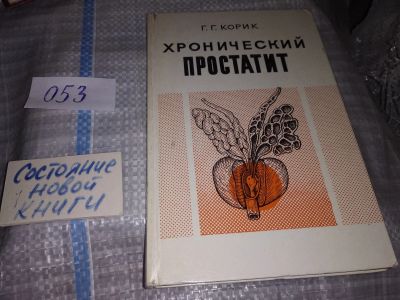 Г. Г. КОРИК
ХРОНИЧЕСКИЙ
ПРОСТАТИТ
053
Состояние
новой
книги